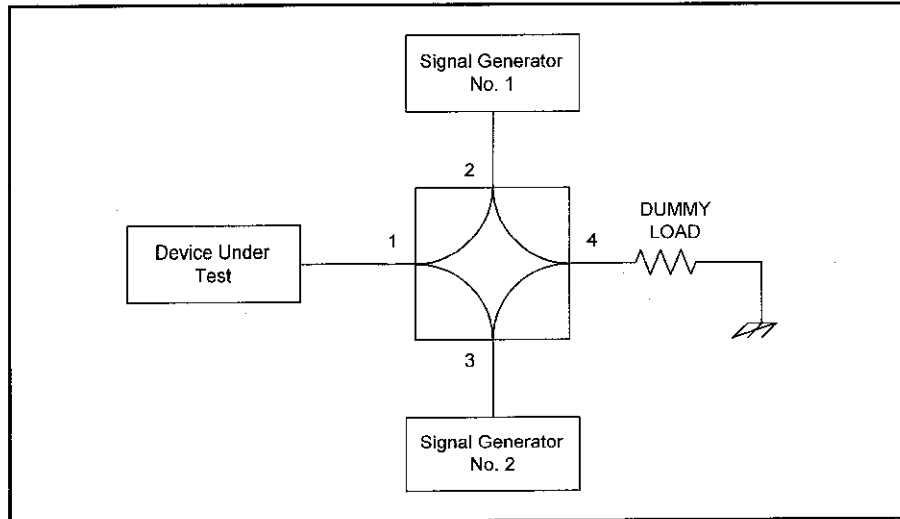 Signal Generator
No. 1
2
DUMMY
LOAD
1
4
Device Under
Test
3
Signal Generator
No. 2